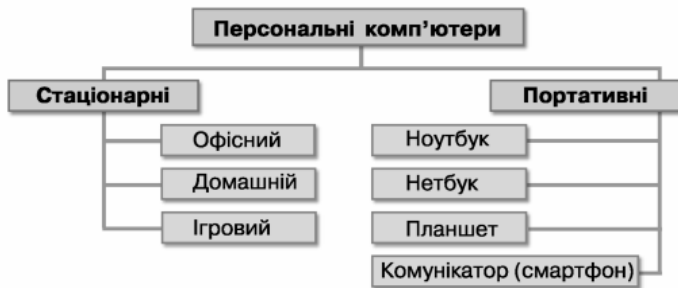 Персональні комп’ютери
Стаціонарні
Офісний
Домашній
Ігровий
Портативні
Ноутбук
Нетбук
Планшет
Комунікатор (смартфон)